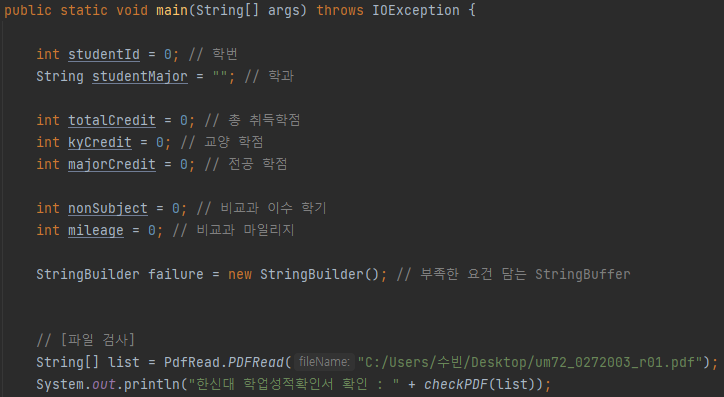 public static void main(String[] args) throws IOException {
int studentId = 0; // 학번
String studentMajor = ""; // 학과
int totalCredit = 0; // 총 취득학점
int kyCredit = 0; // 교양 학점
int majorCredit = 0; // 전공 학점
int nonSubject = 0; // 비교과 이수 학기
int mileage = 0; // 비교과 마일리지
StringBuilder failure = new StringBuilder(); // 부족한 요건 담는 StringBuffer
// [파일 검사]
String[] list = PdfRead.PDFRead( fileName: "C:/Users/수빈/Desktop/um72_0272003_r01.pdf");
System.out.println("한신대 학업성적확인서 확인 : " + checkPDF(list));